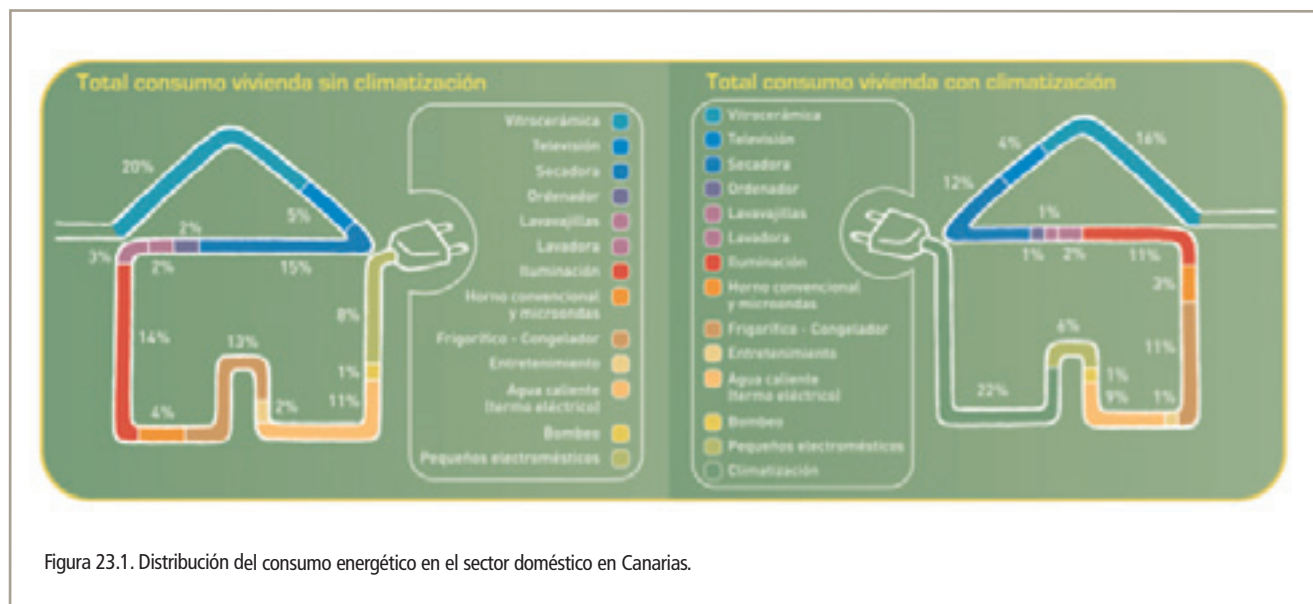 Total consumo vivienda sin climatización
20%
5%
2%
3%
2%
15%
14%
13%
8%
1%
11%
4%
2%
Vitrocerámica
Televisión
Secadora
Ordenador
Lavavajillas
Lavadora
Iluminación
Horno convencional
y microondas
Frigorífico - Congelador
Entretenimiento
Agua caliente
(termo eléctrico)
Bombeo
Pequeños electromésticos
Total consumo vivienda con climatización
Vitrocerámica
Televisión
Secadora
Ordenador
Lavavajillas
Lavadora
Iluminación
Horno convencional
y microondas
Frigorífico - Congelador
Entretenimiento
Agua caliente
(termo eléctrico)
Bombeo
Pequeños electromésticos
Climatización
4%
16%
12%
1%
1%
2%
11%
3%
6%
11%
22%
1%
9%
1%
Figura 23.1. Distribución del consumo energético en el sector doméstico en Canarias.